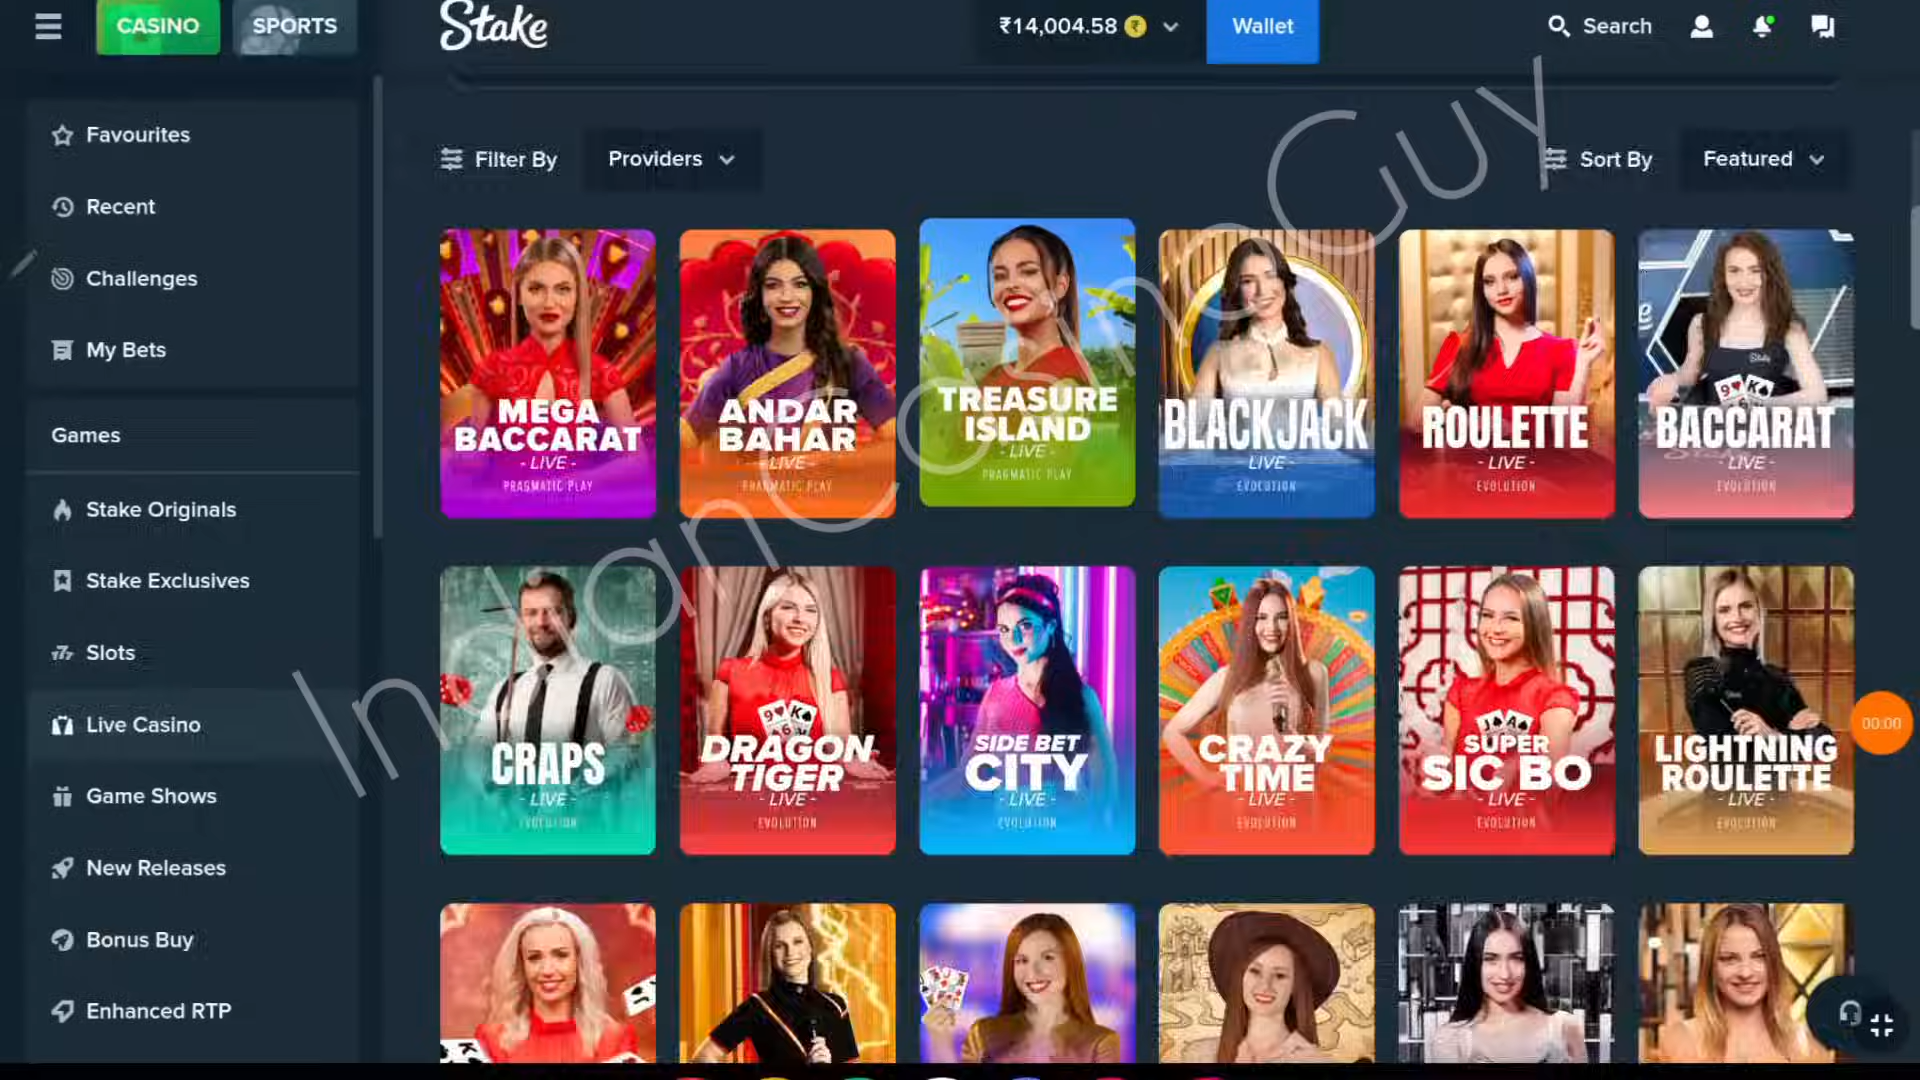 CASINO
SPORTS
Stake
₹14,004.58
Wallet
Search
Favourites
Recent
Challenges
My Bets
Games
Stake Originals
Stake Exclusives
Slots
Live Casino
Game Shows
New Releases
Bonus Buy
Enhanced RTP
Filter By
Providers
Sort By
Featured
MEGA
BACCARAT
- LIVE -
PRAGMATIC PLAY
ANDAR
BAHAR
- LIVE -
PRAGMATIC PLAY
TREASURE
ISLAND
- LIVE -
PRAGMATIC PLAY
BLACKJACK
- LIVE -
EVOLUTION
ROULETTE
- LIVE -
EVOLUTION
BACCARAT
- LIVE -
EVOLUTION
CRAPS
- LIVE -
EVOLUTION
DRAGON
TIGER
- LIVE -
EVOLUTION
SIDE BET
CITY
- LIVE -
EVOLUTION
CRAZY
TIME
- LIVE -
EVOLUTION
SUPER
SIC BO
- LIVE -
EVOLUTION
LIGHTNING
ROULETTE
- LIVE -
EVOLUTION
00:00
IndianCasinoGuy